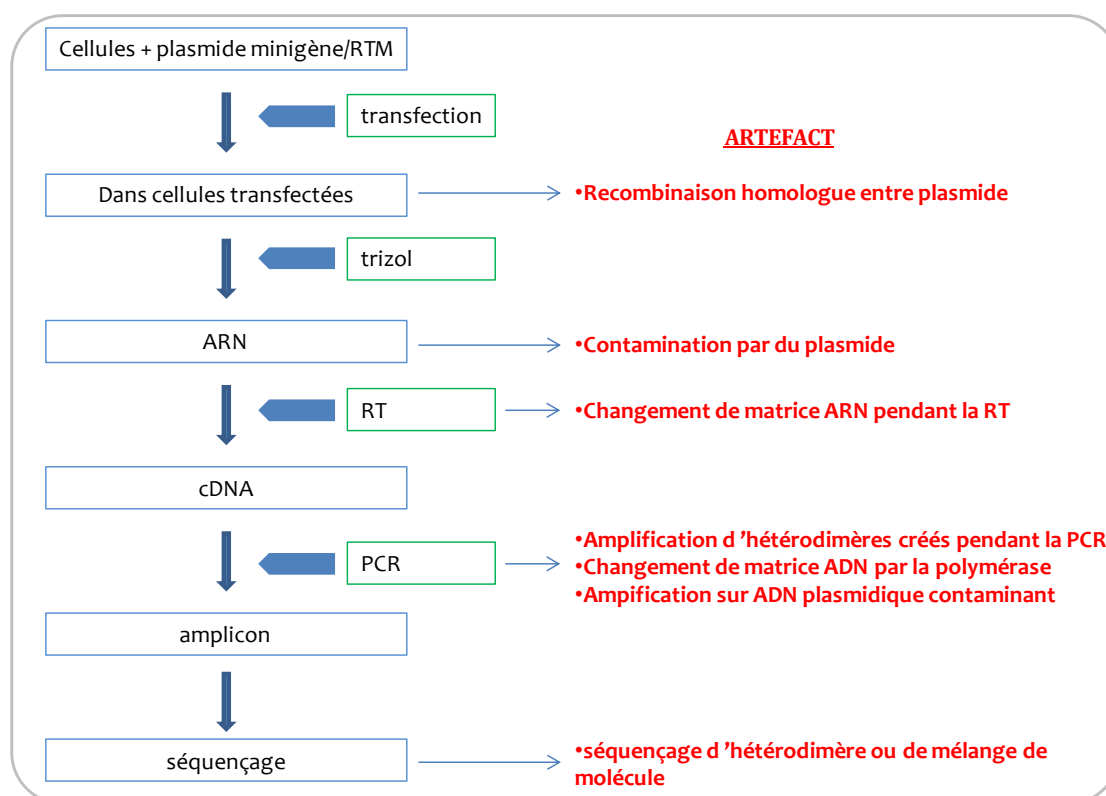 Cellules + plasmide minigène/RTM
transfection
ARTEFACT
Dans cellules transfectées
•Recombinaison homologue entre plasmide
trizol
ARN
•Contamination par du plasmide
RT
•Changement de matrice ARN pendant la RT
cDNA
•Amplification d 'hétérodimères créés pendant la PCR
PCR
•Changement de matrice ADN par la polymérase
•Ampification sur ADN plasmidique contaminant
amplicon
séquençage
•séquençage d 'hétérodimère ou de mélange de
molécule